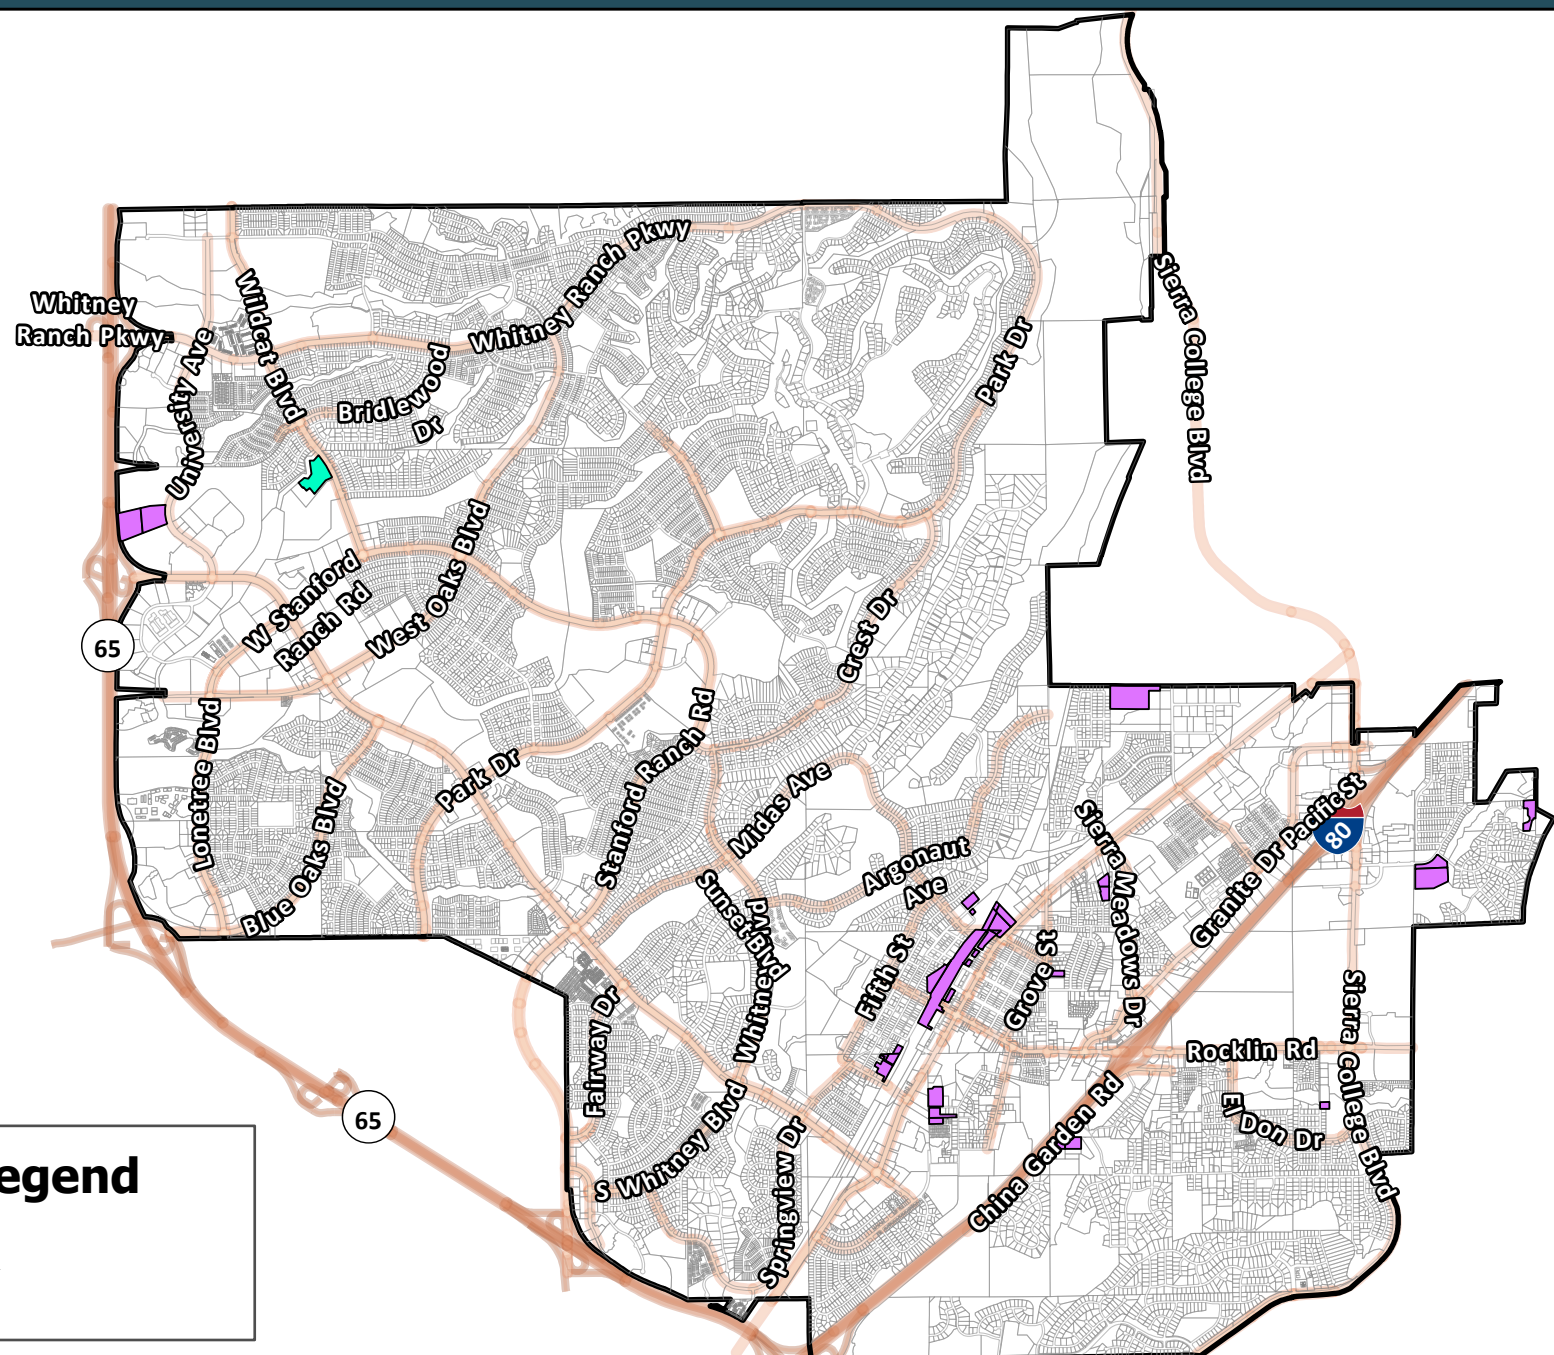 Whitney
Ranch Pkwy
University Ave
Wildcat Blvd
Bridlewood
Dr
Whitney Ranch Pkwy
Park Dr
Sierra College Blvd
W Stanford
Ranch Rd
West Oaks Blvd
Crest Dr
65
Lonetree Blvd
Blue Oaks Blvd
Park Dr
Stanford Ranch Rd
Midas Ave
Argonaut
Ave
Sunset Blvd
Whitney Blvd
Fifth St
Grove St
Sierra Meadows Dr
Granite Dr
Pacific St
80
Fairway Dr
Rocklin Rd
Sierra College Blvd
El Don Dr
China Garden Rd
S Whitney Blvd
Springview Dr
65
egend